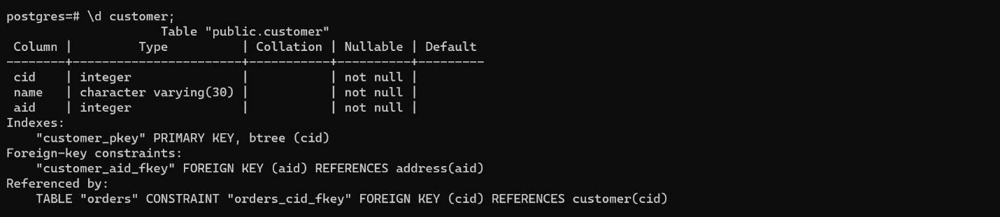 postgres=# \d customer;
                     Table "public.customer"
 Column |         Type          | Collation | Nullable | Default
--------+-----------------------+-----------+----------+---------
 cid    | integer               |           | not null |
 name   | character varying(30) |           | not null |
 aid    | integer               |           | not null |
Indexes:
    "customer_pkey" PRIMARY KEY, btree (cid)
Foreign-key constraints:
    "customer_aid_fkey" FOREIGN KEY (aid) REFERENCES address(aid)
Referenced by:
    TABLE "orders" CONSTRAINT "orders_cid_fkey" FOREIGN KEY (cid) REFERENCES customer(cid)